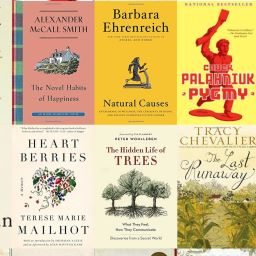 ALEXANDER
McCALL SMITH
The Novel Habits
of Happiness
Barbara
Ehrenreich
Natural Causes
NATIONAL BESTSELLER
CHUCK
PALAHNIUK
PYGMY
HEART
BERRIES
A Memoir
TERESE MARIE
MAILHOT
PETER WOHLLEBEN
The Hidden Life of
TREES
What They Feel,
How They Communicate
Discoveries from a Secret World
TRACY
CHEVALIER
The Last
Runaway
n